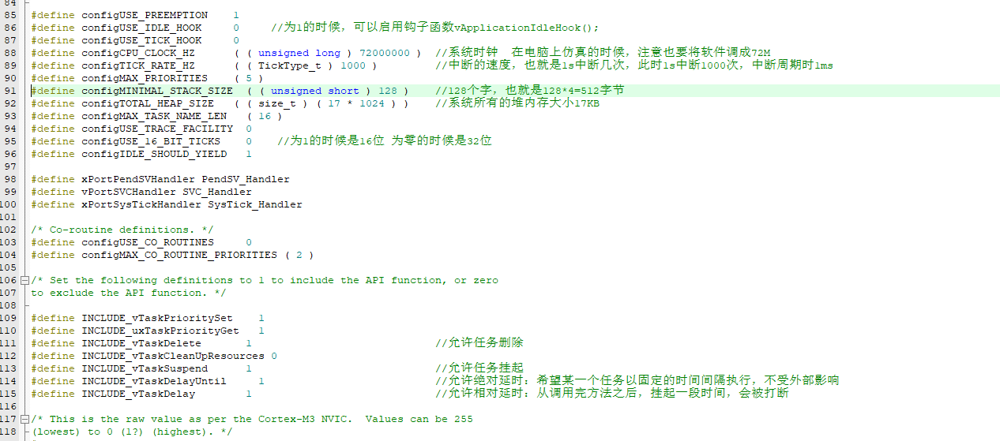 84
85 #define configUSE_PREEMPTION    1
86 #define configUSE_IDLE_HOOK     0     //为1的时候，可以启用钩子函数vApplicationIdleHook();
87 #define configUSE_TICK_HOOK     0
88 #define configCPU_CLOCK_HZ      ( ( unsigned long ) 72000000 )  //系统时钟  在电脑上仿真的时候，注意也要将软件调成72M
89 #define configTICK_RATE_HZ      ( ( TickType_t ) 1000 )         //中断的速度，也就是1s中断几次，此时1s中断1000次，中断周期时1ms
90 #define configMAX_PRIORITIES    ( 5 )
91 #define configMINIMAL_STACK_SIZE  ( ( unsigned short ) 128 )    //128个字，也就是128*4=512字节
92 #define configTOTAL_HEAP_SIZE   ( ( size_t ) ( 17 * 1024 ) )    //系统所有的堆内存大小17KB
93 #define configMAX_TASK_NAME_LEN   ( 16 )
94 #define configUSE_TRACE_FACILITY  0
95 #define configUSE_16_BIT_TICKS    0    //为1的时候是16位 为零的时候是32位
96 #define configIDLE_SHOULD_YIELD   1
97
98 #define xPortPendSVHandler PendSV_Handler
99 #define vPortSVCHandler SVC_Handler
100 #define xPortSysTickHandler SysTick_Handler
101
102 /* Co-routine definitions. */
103 #define configUSE_CO_ROUTINES     0
104 #define configMAX_CO_ROUTINE_PRIORITIES ( 2 )
105
106 /* Set the following definitions to 1 to include the API function, or zero
107 to exclude the API function. */
108
109 #define INCLUDE_vTaskPrioritySet    1
110 #define INCLUDE_uxTaskPriorityGet   1
111 #define INCLUDE_vTaskDelete       1                              //允许任务删除
112 #define INCLUDE_vTaskCleanUpResources 0
113 #define INCLUDE_vTaskSuspend      1                              //允许任务挂起
114 #define INCLUDE_vTaskDelayUntil     1                            //允许绝对延时：希望某一个任务以固定的时间间隔执行，不受外部影响
115 #define INCLUDE_vTaskDelay        1                              //允许相对延时：从调用完方法之后，挂起一段时间，会被打断
116
117 /* This is the raw value as per the Cortex-M3 NVIC.  Values can be 255
118 (lowest) to 0 (1?) (highest). */